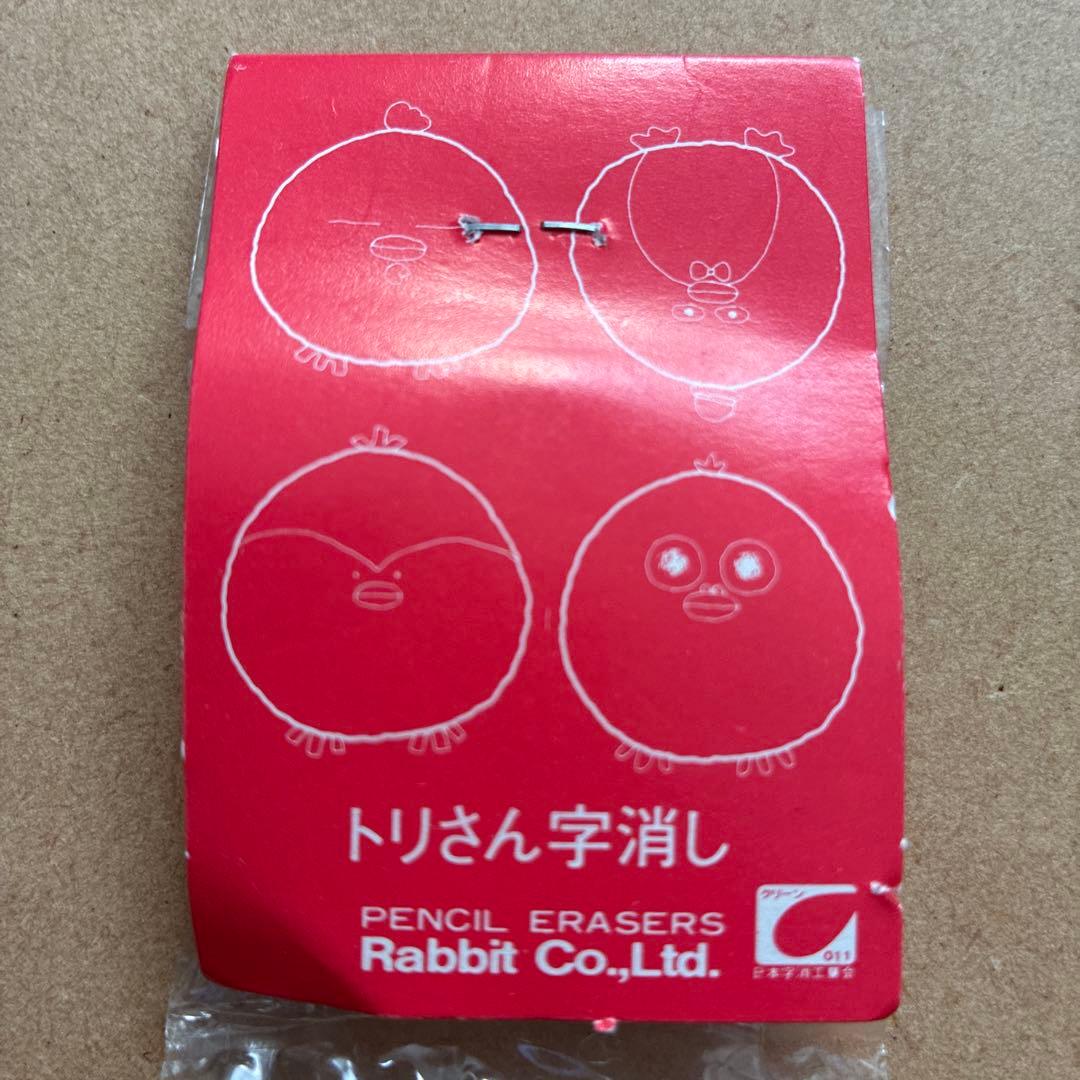 トリさん字消し
PENCIL ERASERS
Rabbit Co.,Ltd.
クリーン
011
日本字消工業会